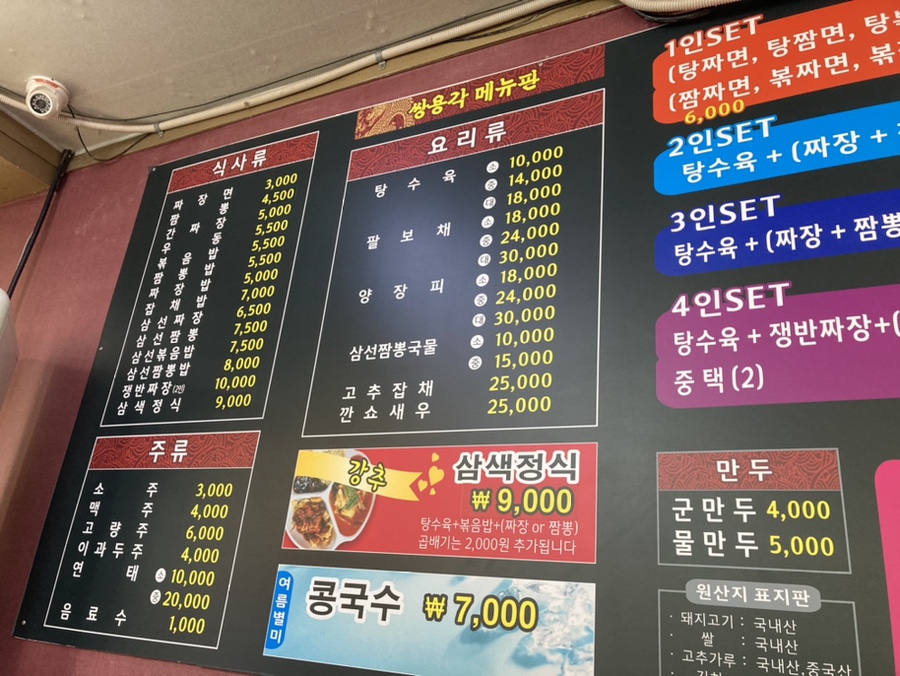 쌍용각 메뉴판
식사류
짜장면 3,000
짬뽕 4,500
간짜장 5,000
우동 5,500
볶음밥 5,500
짬뽕밥 5,500
짜장밥 5,000
잡채밥 7,000
삼선짜장 6,500
삼선짬뽕 7,500
삼선볶음밥 7,500
삼선짬뽕밥 8,000
쟁반짜장(2인) 10,000
삼색정식 9,000
주류
소주 3,000
맥주 4,000
고량주 6,000
이과두주 4,000
연태 소 10,000
중 20,000
음료수 1,000
요리류
탕수육 소 10,000
중 14,000
대 18,000
팔보채 소 18,000
중 24,000
대 30,000
양장피 소 18,000
중 24,000
대 30,000
삼선짬뽕국물 소 10,000
중 15,000
고추잡채 25,000
깐쇼새우 25,000
강추
삼색정식
₩ 9,000
탕수육+볶음밥+(짜장 or 짬뽕)
곱배기는 2,000원 추가됩니다
여름별미
콩국수 ₩ 7,000
1인SET
(탕짜면, 탕짬면,
(짬짜면, 볶짜면,
6,000
2인SET
탕수육 + (짜장 +
3인SET
탕수육 + (짜장 + 짬뽕
4인SET
탕수육 + 쟁반짜장+(
중 택 (2)
만두
군만두 4,000
물만두 5,000
원산지 표지판
· 돼지고기 : 국내산
· 쌀 : 국내산
· 고추가루 : 국내산,중국산